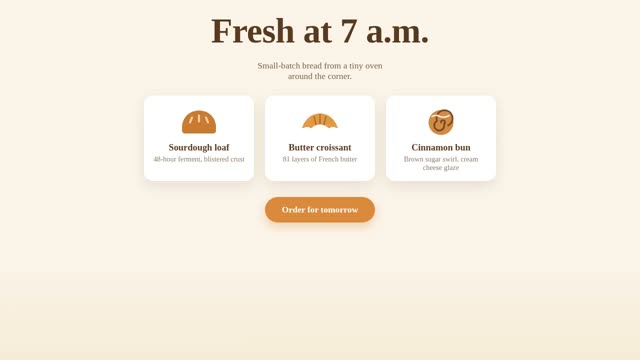 Fresh at 7 a.m.
Small-batch bread from a tiny oven
around the corner.
Sourdough loaf
48-hour ferment, blistered crust
Butter croissant
81 layers of French butter
Cinnamon bun
Brown sugar swirl, cream
cheese glaze
Order for tomorrow